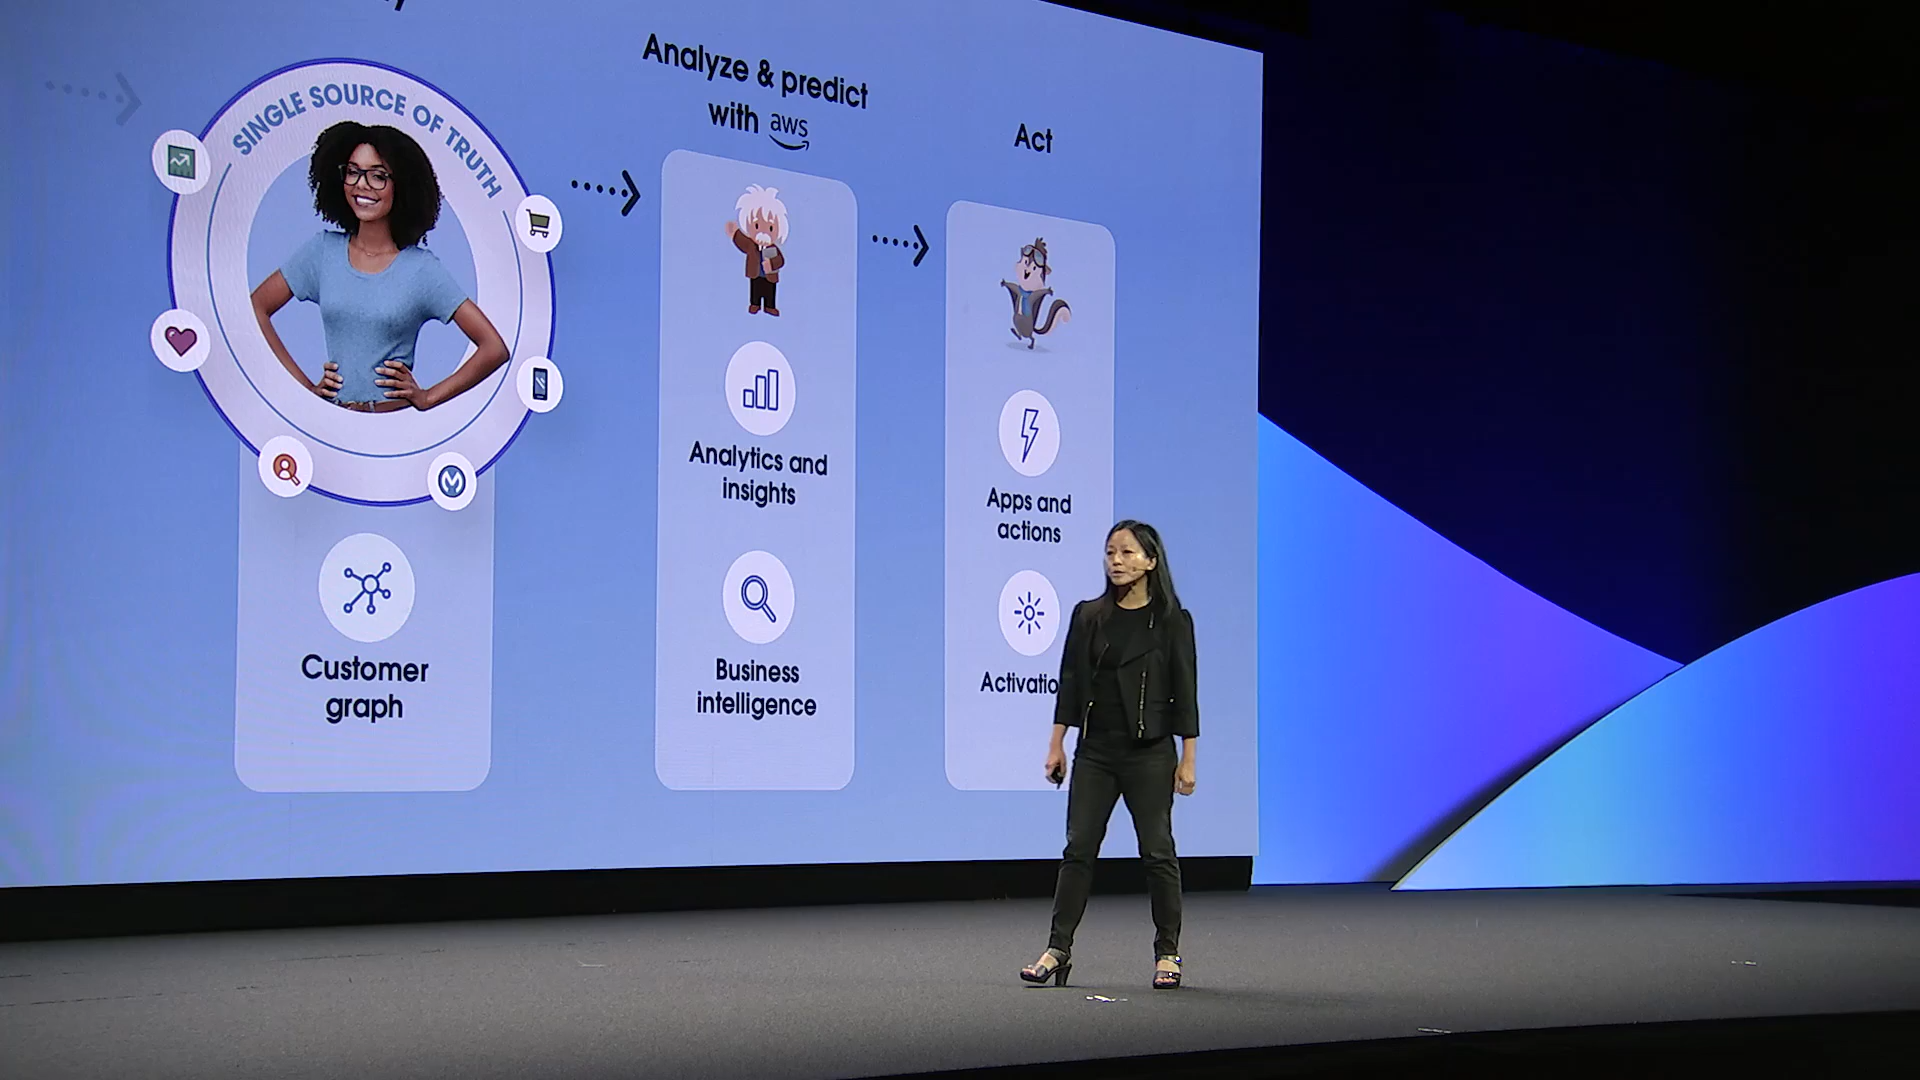 SINGLE SOURCE OF TRUTH
Customer
graph
Analyze & predict
with aws
Analytics and
insights
Business
intelligence
Act
Apps and
actions
Activatio